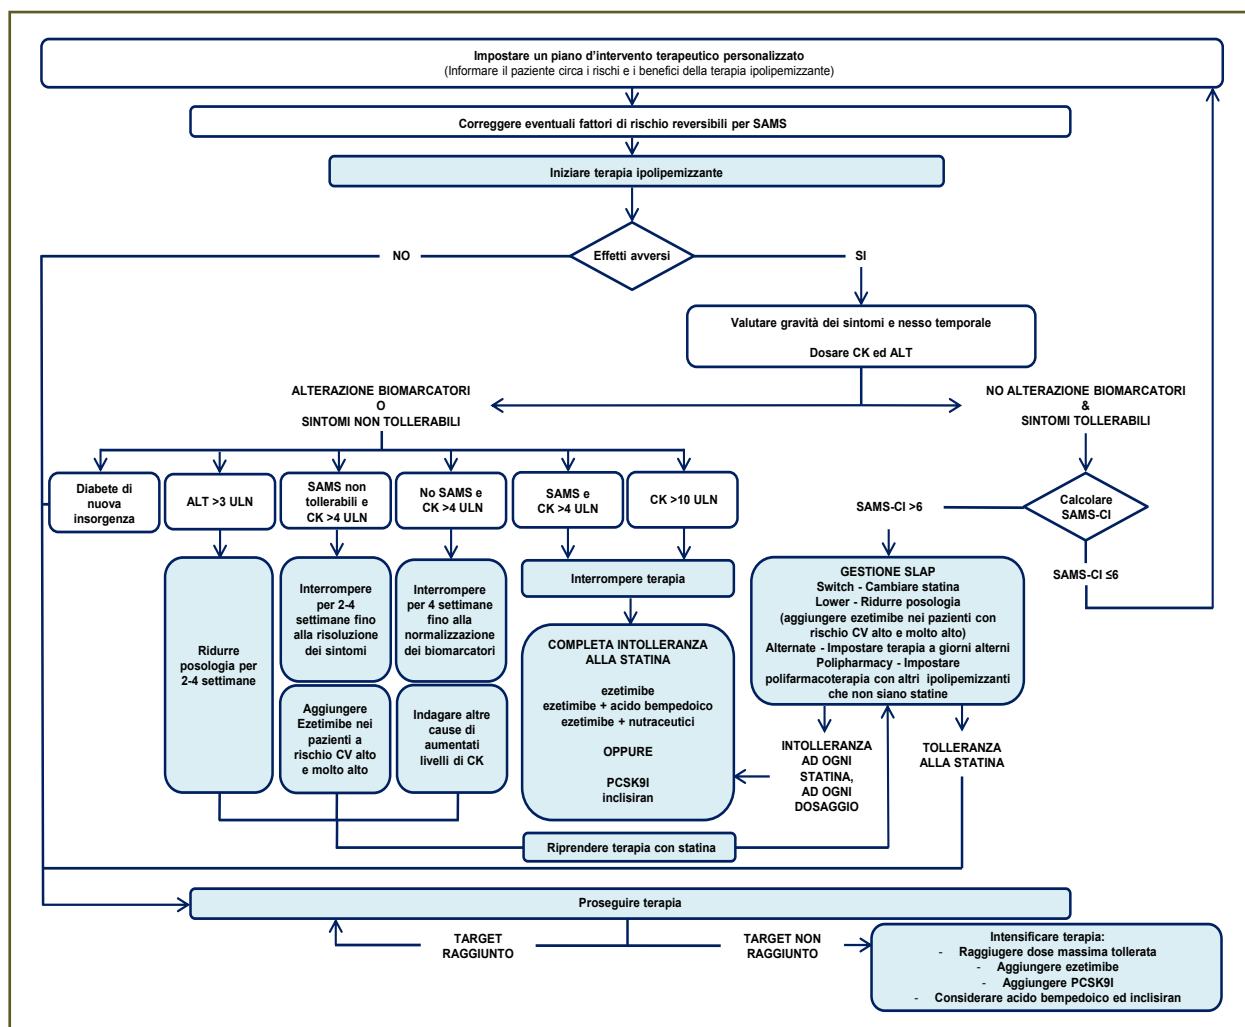 Impostare un piano d'intervento terapeutico personalizzato
(Informare il paziente circa i rischi e i benefici della terapia ipolipemizzante)
Correggere eventuali fattori di rischio reversibili per SAMS
Iniziare terapia ipolipemizzante
Effetti avversi
NO
SI
Valutare gravità dei sintomi e nesso temporale
Dosare CK ed ALT
ALTERAZIONE BIOMARCATORI
O
SINTOMI NON TOLLERABILI
NO ALTERAZIONE BIOMARCATORI
&
SINTOMI TOLLERABILI
Diabete di
nuova
insorgenza
ALT >3 ULN
SAMS non
tollerabili e
CK >4 ULN
No SAMS e
CK >4 ULN
SAMS e
CK >4 ULN
CK >10 ULN
Calcolare
SAMS-CI
SAMS-CI >6
SAMS-CI ≤6
Ridurre
posologia per
2-4 settimane
Interrompere
per 2-4
settimane fino
alla risoluzione
dei sintomi
Aggiungere
Ezetimibe nei
pazienti a
rischio CV alto
e molto alto
Interrompere
per 4 settimane
fino alla
normalizzazione
dei biomarcatori
Indagare altre
cause di
aumentati
livelli di CK
Interrompere terapia
COMPLETA INTOLLERANZA
ALLA STATINA
ezetimibe
ezetimibe + acido bempedoico
ezetimibe + nutraceutici
OPPURE
PCSK9I
inclisiran
GESTIONE SLAP
Switch - Cambiare statina
Lower - Ridurre posologia
(aggiungere ezetimibe nei pazienti con
rischio CV alto e molto alto)
Alternate - Impostare terapia a giorni alterni
Polipharmacy - Impostare
polifarmacoterapia con altri ipolipemizzanti
che non siano statine
INTOLLERANZA
AD OGNI
STATINA,
AD OGNI
DOSAGGIO
TOLLERANZA
ALLA STATINA
Riprendere terapia con statina
Proseguire terapia
TARGET
RAGGIUNTO
TARGET NON
RAGGIUNTO
Intensificare terapia:
- Raggiugere dose massima tollerata
- Aggiungere ezetimibe
- Aggiungere PCSK9I
- Considerare acido bempedoico ed inclisiran